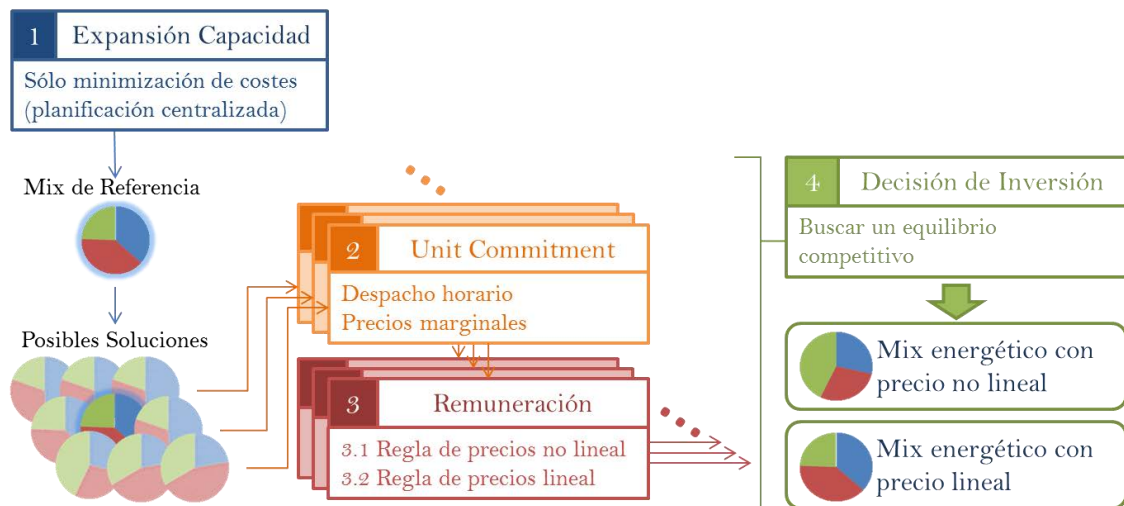 1 Expansión Capacidad
Sólo minimización de costes
(planificación centralizada)
Mix de Referencia
Posibles Soluciones
2 Unit Commitment
Despacho horario
Precios marginales
3 Remuneración
3.1 Regla de precios no lineal
3.2 Regla de precios lineal
4 Decisión de Inversión
Buscar un equilibrio
competitivo
Mix energético con
precio no lineal
Mix energético con
precio lineal